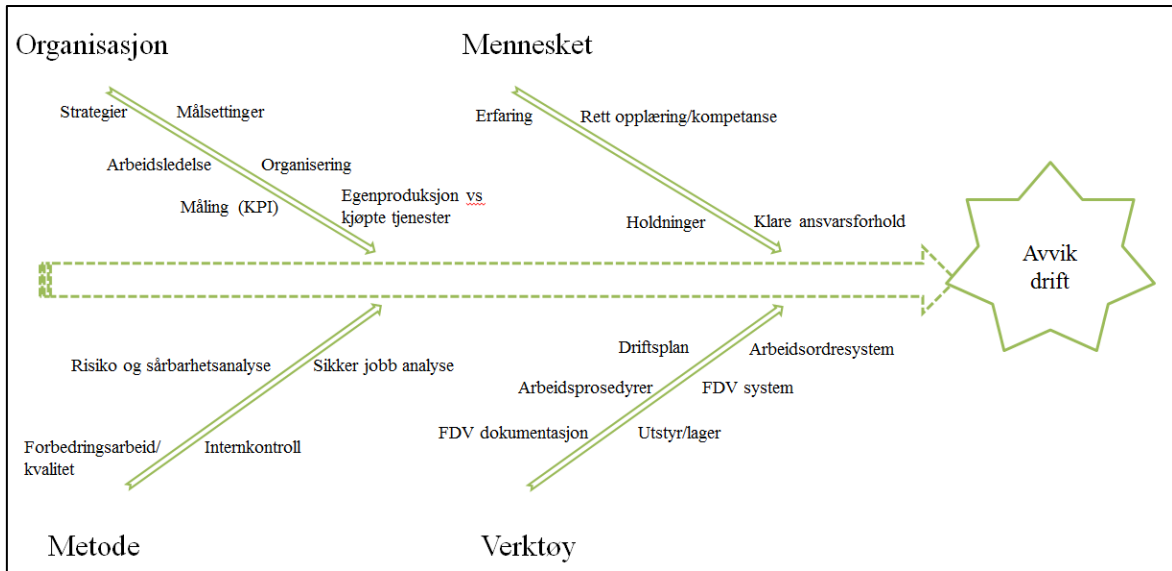 Organisasjon
Mennesket
Strategier
Målsettinger
Erfaring
Rett opplæring/kompetanse
Arbeidsledelse
Organisering
Måling (KPI)
Egenproduksjon vs
kjøpte tjenester
Holdninger
Klare ansvarsforhold
Avvik
drift
Risiko og sårbarhetsanalyse
Sikker jobb analyse
Driftsplan
Arbeidsordresystem
Arbeidsprosedyrer
FDV system
Forbedringsarbeid/
kvalitet
Internkontroll
FDV dokumentasjon
Utstyr/lager
Metode
Verktøy